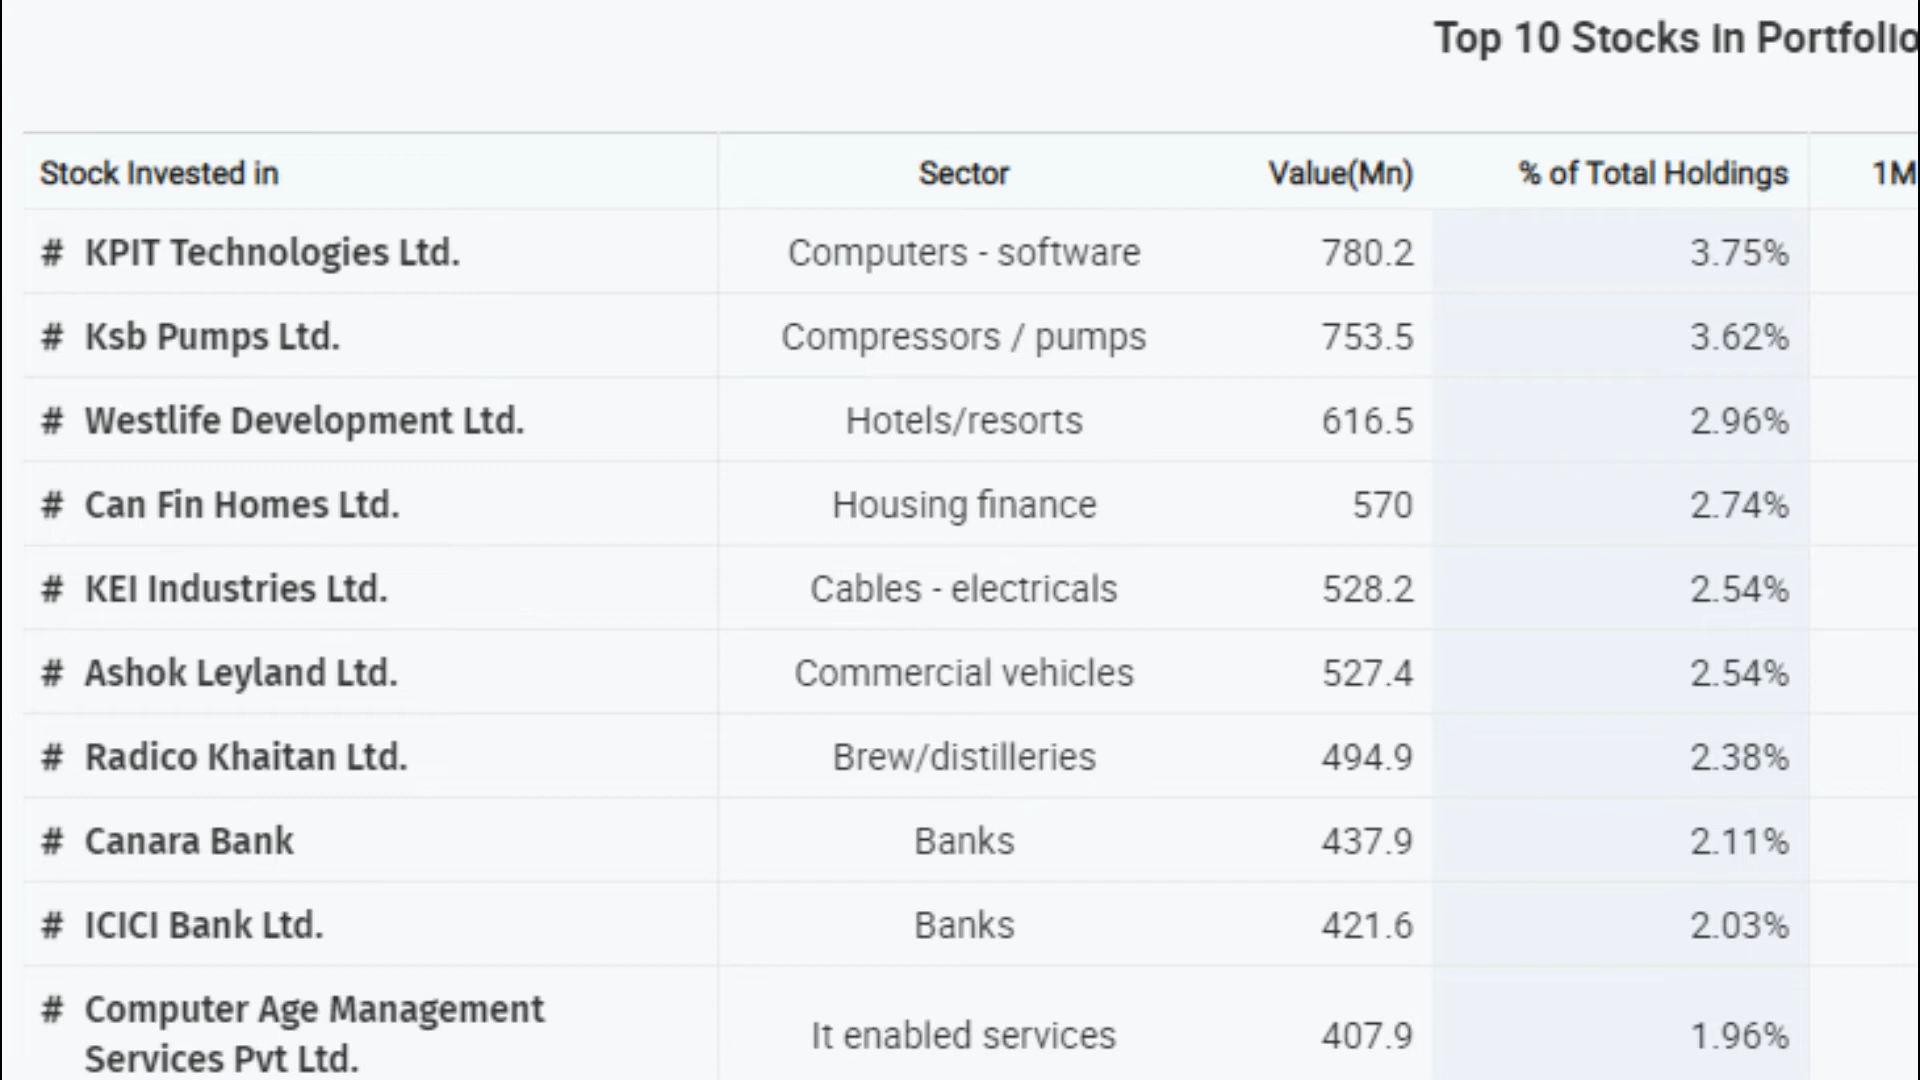 Top 10 Stocks in Portfolio
Stock Invested in Sector Value(Mn) % of Total Holdings 1M
# KPIT Technologies Ltd. Computers - software 780.2 3.75%
# Ksb Pumps Ltd. Compressors / pumps 753.5 3.62%
# Westlife Development Ltd. Hotels/resorts 616.5 2.96%
# Can Fin Homes Ltd. Housing finance 570 2.74%
# KEI Industries Ltd. Cables - electricals 528.2 2.54%
# Ashok Leyland Ltd. Commercial vehicles 527.4 2.54%
# Radico Khaitan Ltd. Brew/distilleries 494.9 2.38%
# Canara Bank Banks 437.9 2.11%
# ICICI Bank Ltd. Banks 421.6 2.03%
# Computer Age Management
Services Pvt Ltd. It enabled services 407.9 1.96%